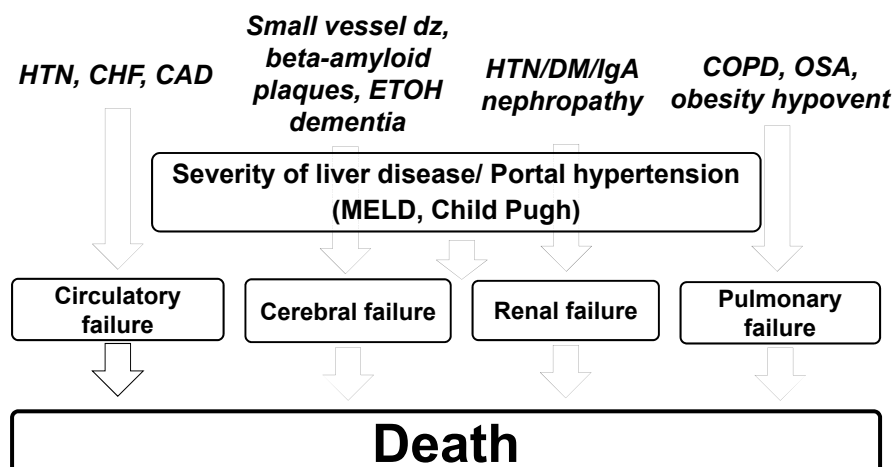 HTN, CHF, CAD
Small vessel dz,
beta-amyloid
plaques, ETOH
dementia
HTN/DM/IgA
nephropathy
COPD, OSA,
obesity hypovent
Severity of liver disease/ Portal hypertension
(MELD, Child Pugh)
Circulatory
failure
Cerebral failure
Renal failure
Pulmonary
failure
Death